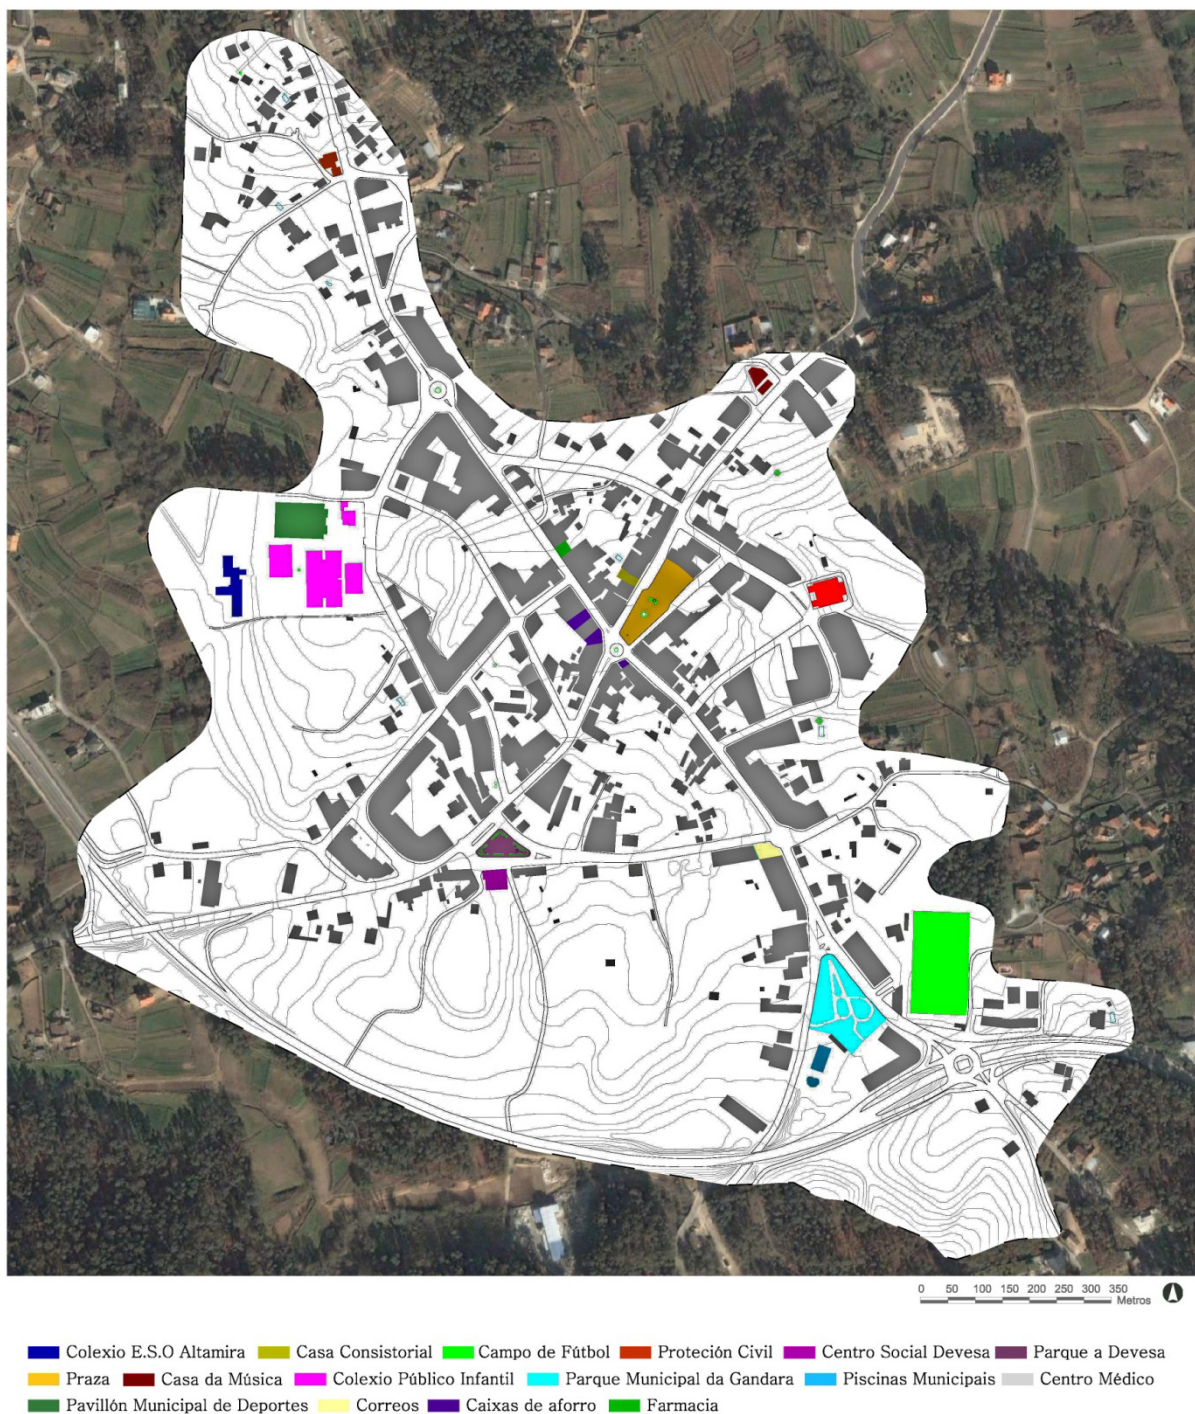 0 50 100 150 200 250 300 350
Metros
Colexio E.S.O Altamira Casa Consistorial Campo de Fútbol Proteción Civil Centro Social Devesa Parque a Devesa
Praza Casa da Música Colexio Público Infantil Parque Municipal da Gandara Piscinas Municipais Centro Médico
Pavillón Municipal de Deportes Correos Caixas de aforro Farmacia